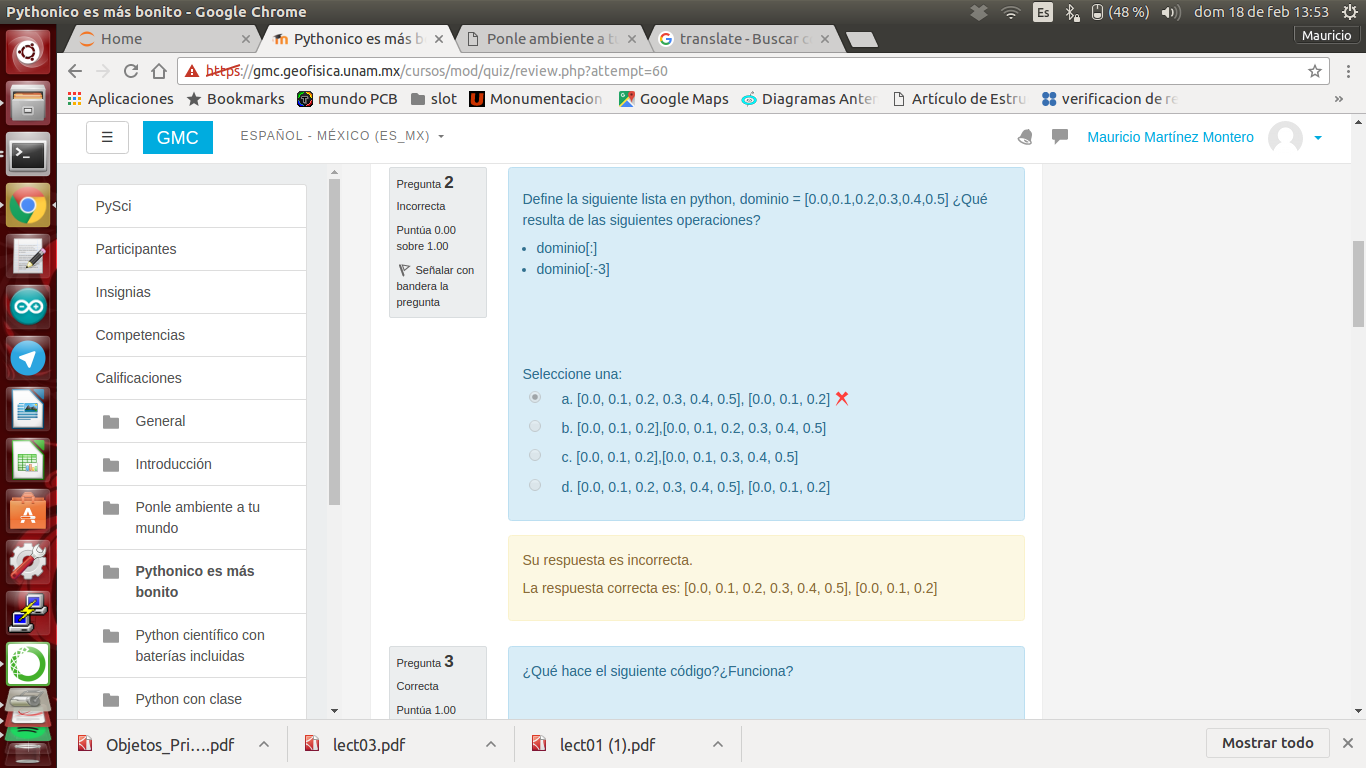 Pythonico es más bonito - Google Chrome
Es
(48 %)
dom 18 de feb 13:53
Home
Pythonico es más b
Ponle ambiente a t
translate - Buscar c
Mauricio
https://gmc.geofisica.unam.mx/cursos/mod/quiz/review.php?attempt=60
Aplicaciones
Bookmarks
mundo PCB
slot
Monumentacion
Google Maps
Diagramas Anter
Artículo de Estru
verificacion de re
»
GMC
ESPAÑOL - MÉXICO (ES_MX)
Mauricio Martínez Montero
PySci
Participantes
Insignias
Competencias
Calificaciones
General
Introducción
Ponle ambiente a tu
mundo
Pythonico es más
bonito
Python científico con
baterías incluidas
Python con clase
Pregunta 2
Incorrecta
Puntúa 0.00
sobre 1.00
Señalar con
bandera la
pregunta
Define la siguiente lista en python, dominio = [0.0,0.1,0.2,0.3,0.4,0.5] ¿Qué
resulta de las siguientes operaciones?
• dominio[:]
• dominio[:-3]
Seleccione una:
a. [0.0, 0.1, 0.2, 0.3, 0.4, 0.5], [0.0, 0.1, 0.2]
b. [0.0, 0.1, 0.2],[0.0, 0.1, 0.2, 0.3, 0.4, 0.5]
c. [0.0, 0.1, 0.2],[0.0, 0.1, 0.3, 0.4, 0.5]
d. [0.0, 0.1, 0.2, 0.3, 0.4, 0.5], [0.0, 0.1, 0.2]
Su respuesta es incorrecta.
La respuesta correcta es: [0.0, 0.1, 0.2, 0.3, 0.4, 0.5], [0.0, 0.1, 0.2]
Pregunta 3
Correcta
Puntúa 1.00
¿Qué hace el siguiente código?¿Funciona?
Objetos_Pri....pdf
lect03.pdf
lect01 (1).pdf
Mostrar todo